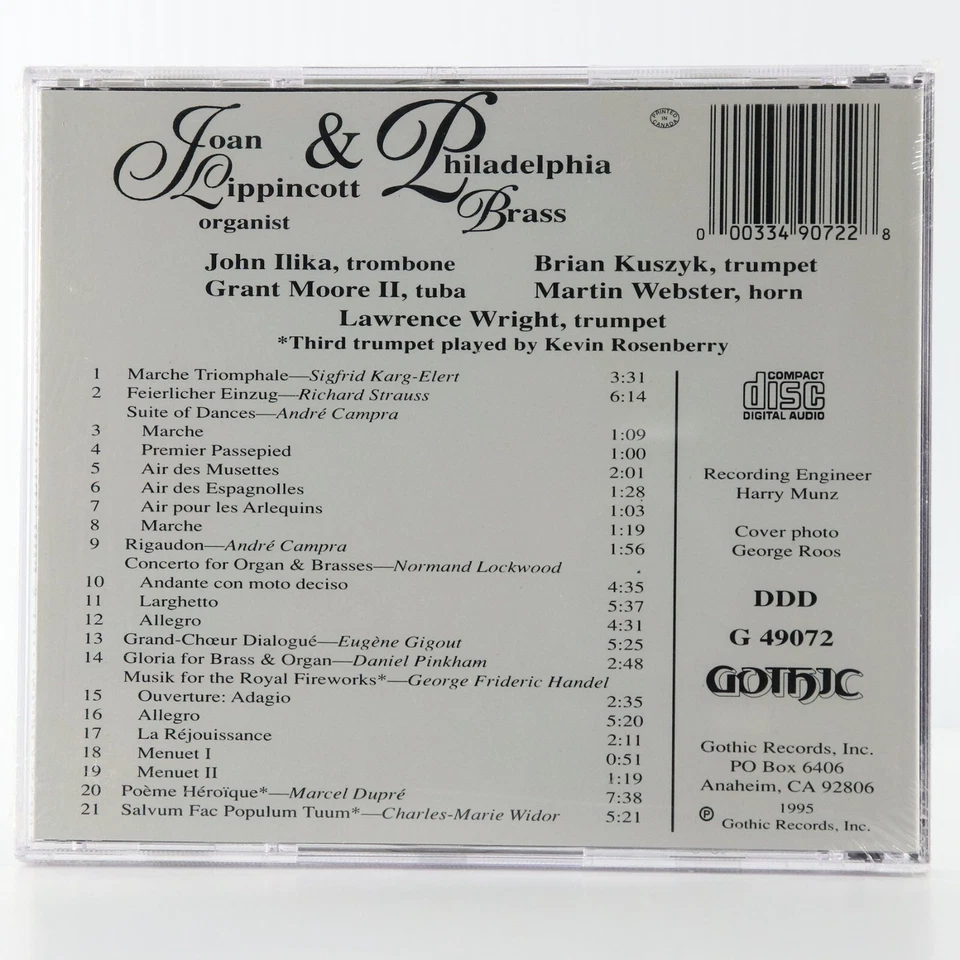 Joan Lippincott
organist
& Philadelphia Brass
PRINTED IN CANADA
0 00334 90722 8
John Ilika, trombone Brian Kuszyk, trumpet
Grant Moore II, tuba Martin Webster, horn
Lawrence Wright, trumpet
*Third trumpet played by Kevin Rosenberry
1 Marche Triomphale—Sigfrid Karg-Elert 3:31
2 Feierlicher Einzug—Richard Strauss 6:14
Suite of Dances—André Campra
3 Marche 1:09
4 Premier Passepied 1:00
5 Air des Musettes 2:01
6 Air des Espagnolles 1:28
7 Air pour les Arlequins 1:03
8 Marche 1:19
9 Rigaudon—André Campra 1:56
Concerto for Organ & Brasses—Normand Lockwood
10 Andante con moto deciso 4:35
11 Larghetto 5:37
12 Allegro 4:31
13 Grand-Chœur Dialogué—Eugène Gigout 5:25
14 Gloria for Brass & Organ—Daniel Pinkham 2:48
Musik for the Royal Fireworks*—George Frideric Handel
15 Ouverture: Adagio 2:35
16 Allegro 5:20
17 La Réjouissance 2:11
18 Menuet I 0:51
19 Menuet II 1:19
20 Poème Héroïque*—Marcel Dupré 7:38
21 Salvum Fac Populum Tuum*—Charles-Marie Widor 5:21
COMPACT
disc
DIGITAL AUDIO
Recording Engineer
Harry Munz
Cover photo
George Roos
DDD
G 49072
GOTHIC
Gothic Records, Inc.
PO Box 6406
Anaheim, CA 92806
℗ 1995
Gothic Records, Inc.